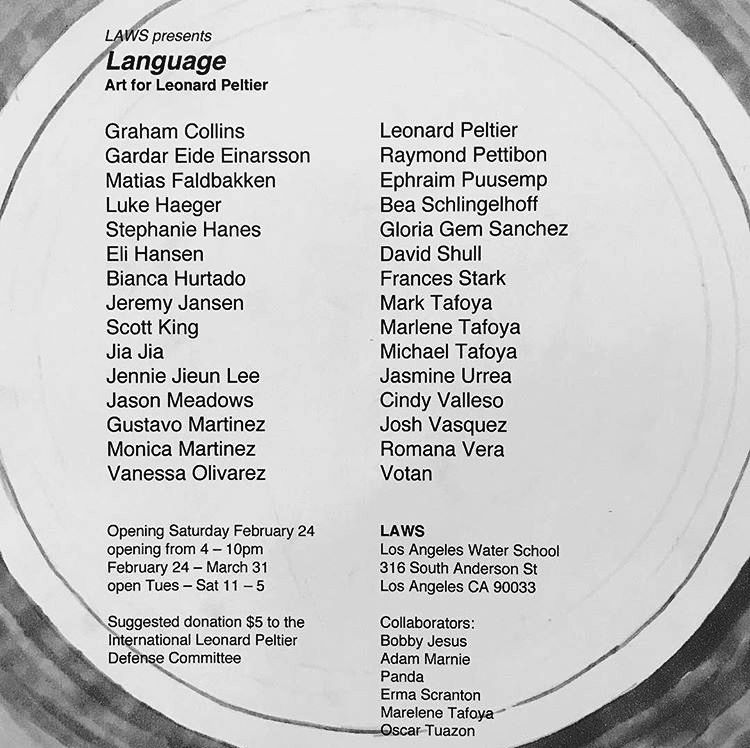 LAWS presents
Language
Art for Leonard Peltier
Graham Collins
Gardar Eide Einarsson
Matias Faldbakken
Luke Haeger
Stephanie Hanes
Eli Hansen
Bianca Hurtado
Jeremy Jansen
Scott King
Jia Jia
Jennie Jieun Lee
Jason Meadows
Gustavo Martinez
Monica Martinez
Vanessa Olivarez
Leonard Peltier
Raymond Pettibon
Ephraim Puusemp
Bea Schlingelhoff
Gloria Gem Sanchez
David Shull
Frances Stark
Mark Tafoya
Marlene Tafoya
Michael Tafoya
Jasmine Urrea
Cindy Valleso
Josh Vasquez
Romana Vera
Votan
Opening Saturday February 24
opening from 4 – 10pm
February 24 – March 31
open Tues – Sat 11 – 5
Suggested donation $5 to the
International Leonard Peltier
Defense Committee
LAWS
Los Angeles Water School
316 South Anderson St
Los Angeles CA 90033
Collaborators:
Bobby Jesus
Adam Marnie
Panda
Erma Scranton
Marelene Tafoya
Oscar Tuazon